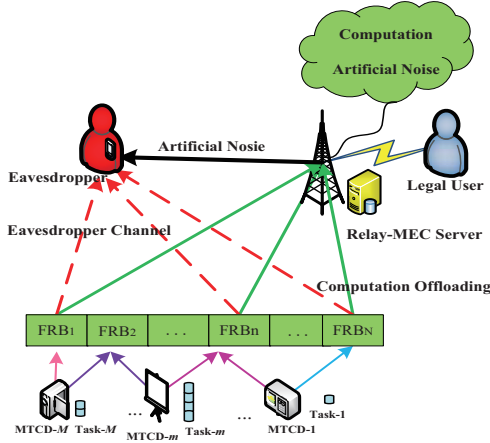 Computation
Artificial Noise
Artificial Nosie
Eavesdropper
Legal User
Eavesdropper Channel
Relay-MEC Server
Computation Offloading
FRB1 FRB2 . . . FRBn . . . FRBN
MTCD-M Task-M ... MTCD-m Task-m ... MTCD-1 Task-1